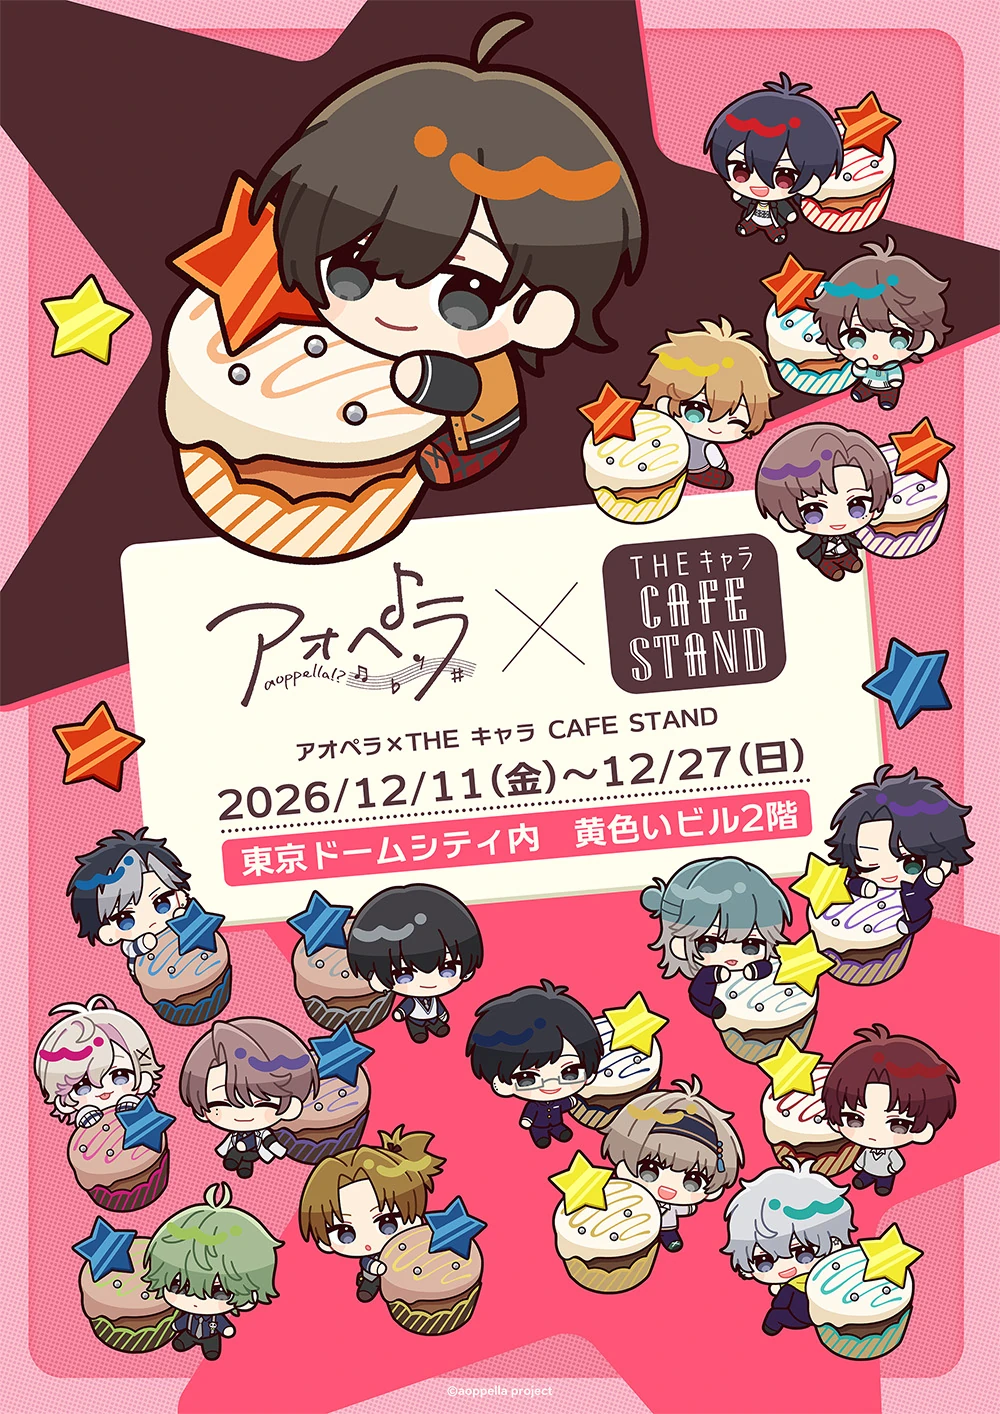 アオペラ
aoppella!?
×
THE キャラ
CAFE
STAND
アオペラ×THE キャラ CAFE STAND
2026/12/11(金)〜12/27(日)
東京ドームシティ内　黄色いビル2階
©aoppella project